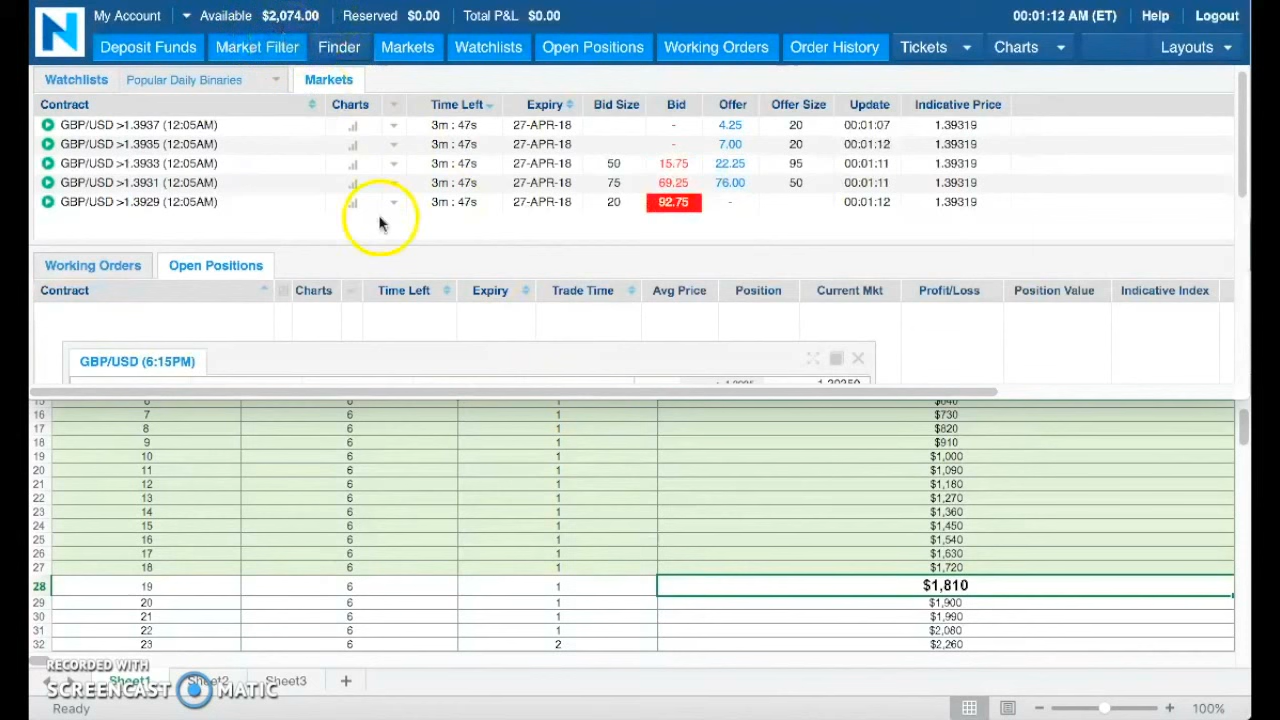 My Account Available $2,074.00 Reserved $0.00 Total P&L $0.00 00:01:12 AM (ET) Help Logout
N
Deposit Funds Market Filter Finder Markets Watchlists Open Positions Working Orders Order History Tickets Charts Layouts
Watchlists Popular Daily Binaries Markets
Contract Charts Time Left Expiry Bid Size Bid Offer Offer Size Update Indicative Price
GBP/USD >1.3937 (12:05AM) 3m : 47s 27-APR-18 - 4.25 20 00:01:07 1.39319
GBP/USD >1.3935 (12:05AM) 3m : 47s 27-APR-18 - 7.00 20 00:01:12 1.39319
GBP/USD >1.3933 (12:05AM) 3m : 47s 27-APR-18 50 15.75 22.25 95 00:01:11 1.39319
GBP/USD >1.3931 (12:05AM) 3m : 47s 27-APR-18 75 69.25 76.00 50 00:01:11 1.39319
GBP/USD >1.3929 (12:05AM) 3m : 47s 27-APR-18 20 92.75 - 00:01:12 1.39319
Working Orders Open Positions
Contract Charts Time Left Expiry Trade Time Avg Price Position Current Mkt Profit/Loss Position Value Indicative Index
GBP/USD (6:15PM)
16 7 6 1 $730
17 8 6 1 $820
18 9 6 1 $910
19 10 6 1 $1,000
20 11 6 1 $1,090
21 12 6 1 $1,180
22 13 6 1 $1,270
23 14 6 1 $1,360
24 15 6 1 $1,450
25 16 6 1 $1,540
26 17 6 1 $1,630
27 18 6 1 $1,720
28 19 6 1 $1,810
29 20 6 1 $1,900
30 21 6 1 $1,990
31 22 6 1 $2,080
32 23 6 2 $2,260
RECORDED WITH
Sheet1 Sheet2 Sheet3 +
SCREENCAST MATIC
Ready 100%